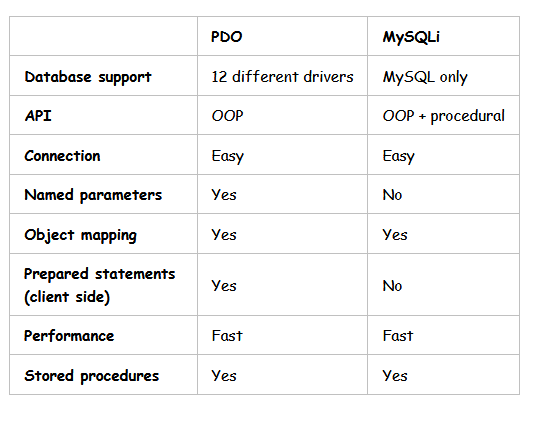 PDO MySQLi
Database support 12 different drivers MySQL only
API OOP OOP + procedural
Connection Easy Easy
Named parameters Yes No
Object mapping Yes Yes
Prepared statements
(client side) Yes No
Performance Fast Fast
Stored procedures Yes Yes